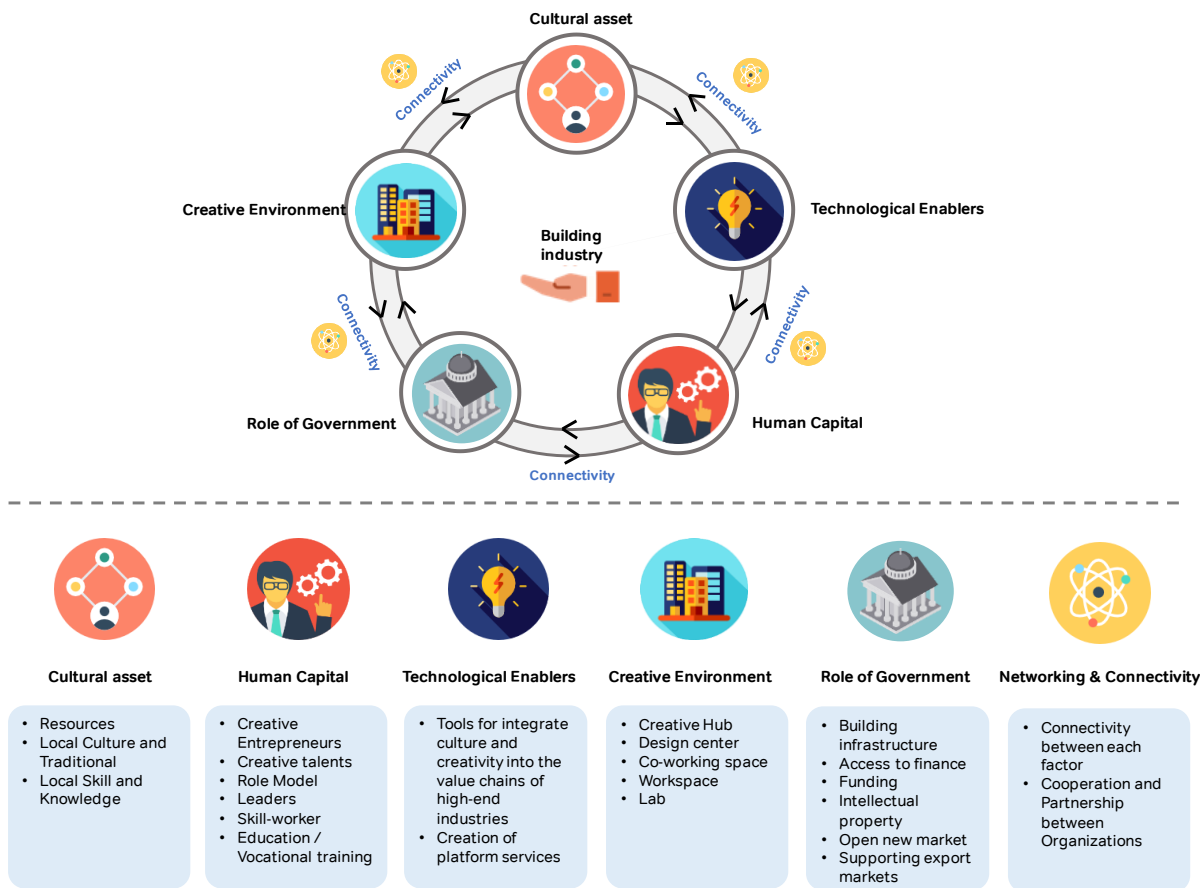 Cultural asset
Connectivity
Connectivity
Creative Environment
Technological Enablers
Building
industry
Connectivity
Connectivity
Role of Government
Human Capital
Connectivity
Cultural asset
• Resources
• Local Culture and
Traditional
• Local Skill and
Knowledge
Human Capital
• Creative
Entrepreneurs
• Creative talents
• Role Model
• Leaders
• Skill-worker
• Education /
Vocational training
Technological Enablers
• Tools for integrate
culture and
creativity into the
value chains of
high-end
industries
• Creation of
platform services
Creative Environment
• Creative Hub
• Design center
• Co-working space
• Workspace
• Lab
Role of Government
• Building
infrastructure
• Access to finance
• Funding
• Intellectual
property
• Open new market
• Supporting export
markets
Networking & Connectivity
• Connectivity
between each
factor
• Cooperation and
Partnership
between
Organizations